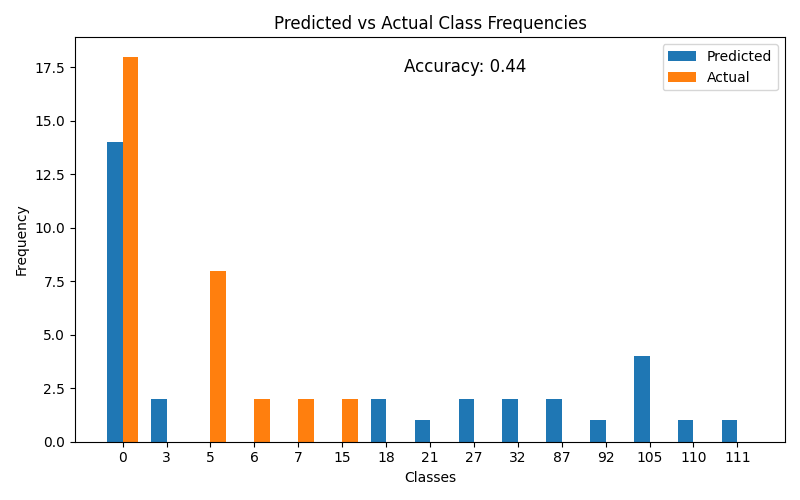 Predicted vs Actual Class Frequencies
Accuracy: 0.44
Predicted
Actual
Frequency
17.5
15.0
12.5
10.0
7.5
5.0
2.5
0.0
0 3 5 6 7 15 18 21 27 32 87 92 105 110 111
Classes